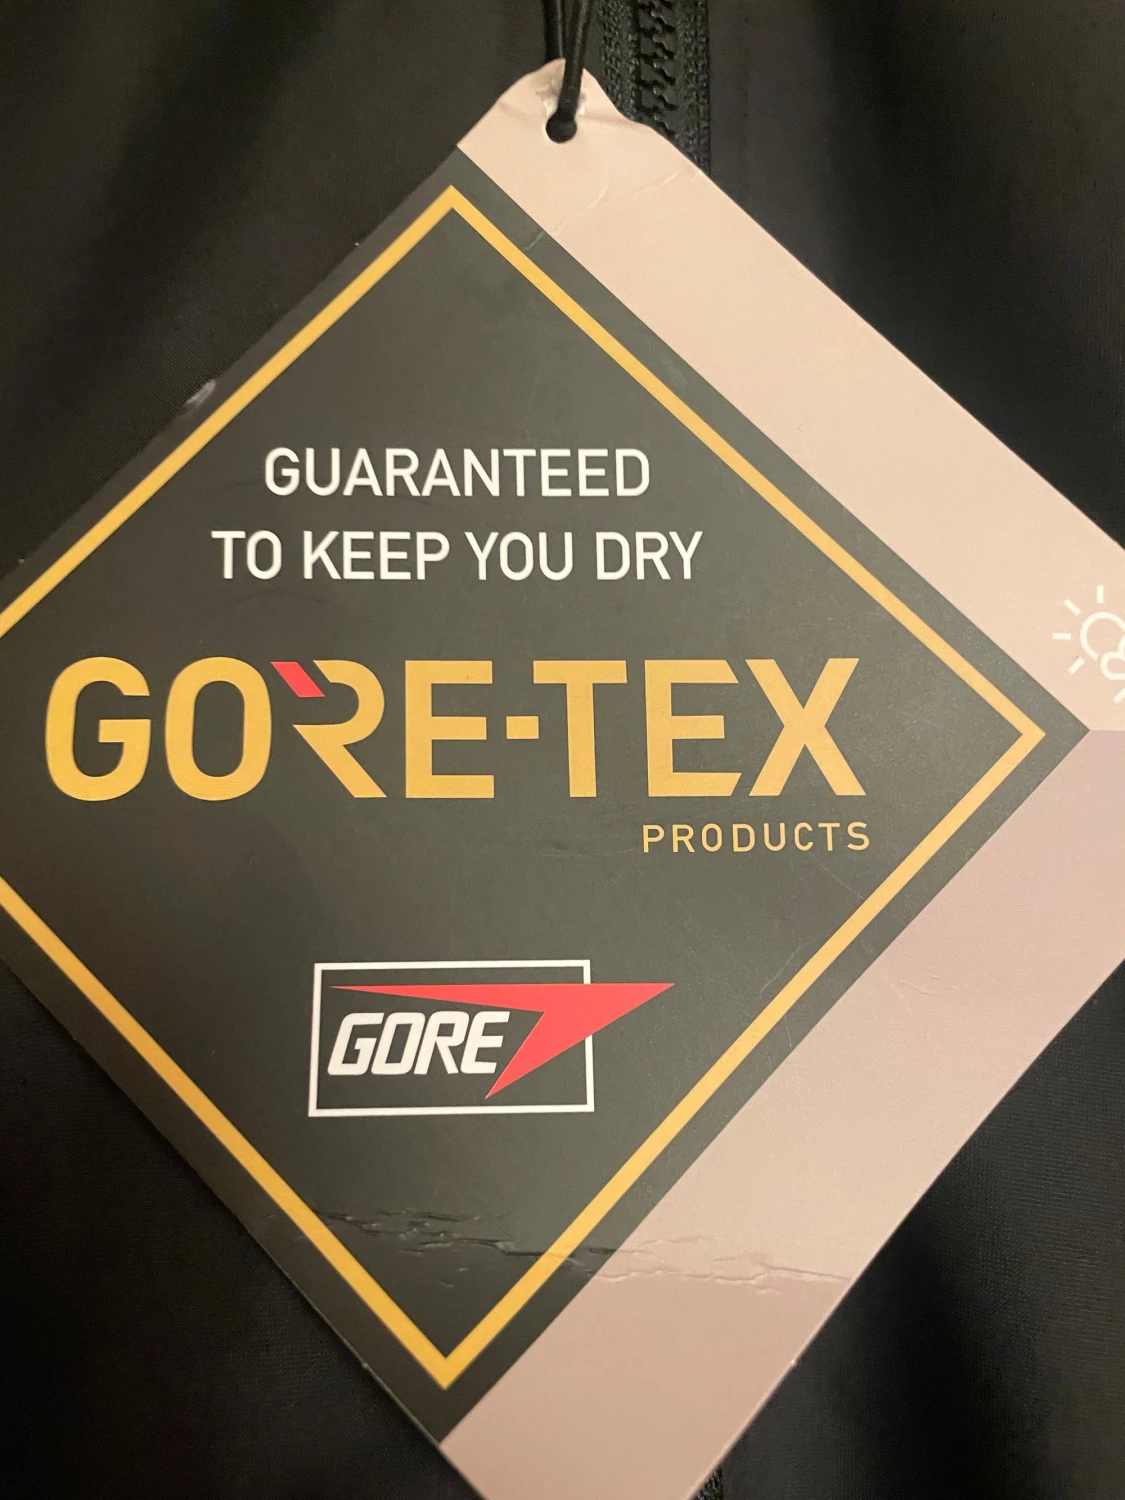 GUARANTEED
TO KEEP YOU DRY
GORE-TEX
PRODUCTS
GORE